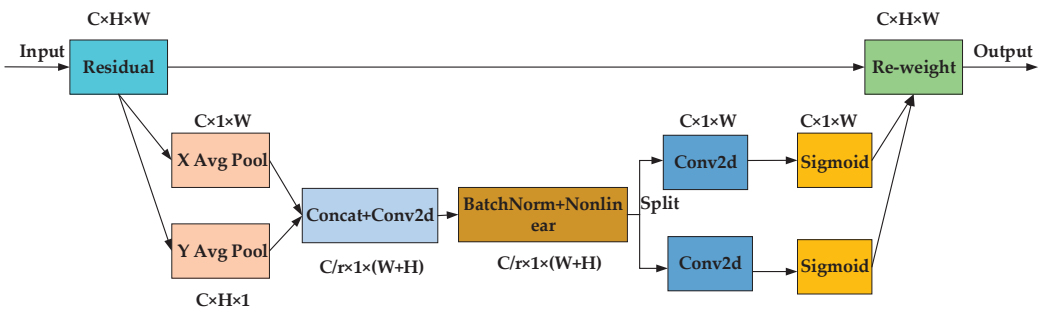 C×H×W
C×H×W
Input
Residual
Re-weight
Output
C×1×W
C×1×W
C×1×W
X Avg Pool
Conv2d
Sigmoid
Concat+Conv2d
BatchNorm+Nonlin
ear
Split
Y Avg Pool
C/r×1×(W+H)
C/r×1×(W+H)
Conv2d
Sigmoid
C×H×1